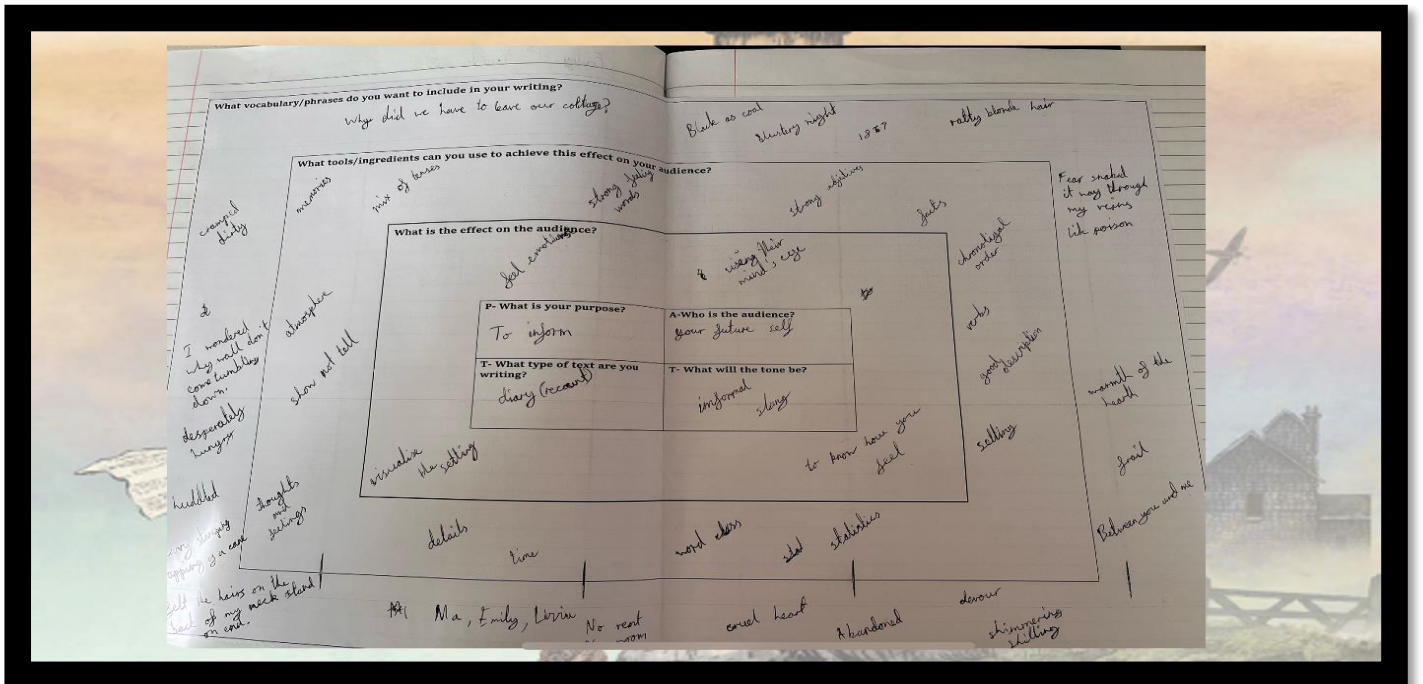 What vocabulary/phrases do you want to include in your writing?
Why did we have to leave our cottage?
Black as coal
blustery night
183?
ratty blonde hair
What tools/ingredients can you use to achieve this effect on your audience?
memories
mix of tenses
strong feeling
words
strong adjectives
facts
Fear snaked
it way through
my veins
like poison
cramped
dirty
What is the effect on the audience?
feel emotions
using their
mind's eye
chronological
order
P- What is your purpose?
To inform
A-Who is the audience?
your future self
T- What type of text are you
writing?
diary (recount)
T- What will the tone be?
informal
slang
atmosphere
verbs
I wondered
why wall don't
come tumbling
down.
show not tell
good
description
warmth of the
hearth
desperately
hungry
visualise
the setting
to know how you
feel
setting
frail
huddled
thoughts
and
feelings
Between you and me
details
time
word class
statistics
of a cane
felt the hairs on the
back of my neck stand
on end.
Ma, Emily, Lizzie
No rent
room
cruel heart
Abandoned
devour
shimmering
shilling